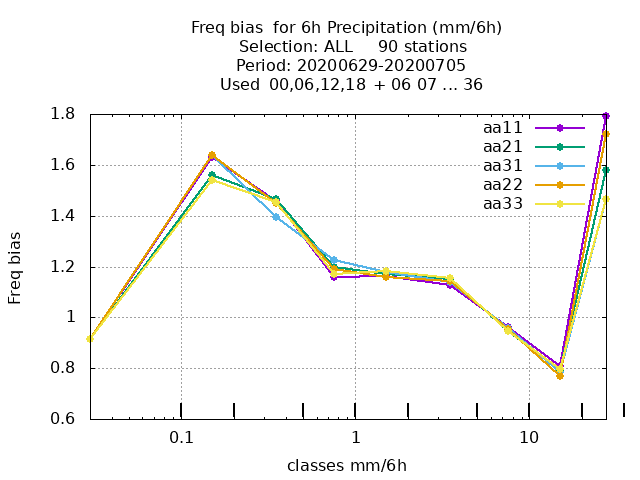 Freq bias  for 6h Precipitation (mm/6h)
Selection: ALL     90 stations
Period: 20200629-20200705
Used  00,06,12,18 + 06 07 ... 36
1.8
1.6
1.4
1.2
1
0.8
0.6
Freq bias
aa11
aa21
aa31
aa22
aa33
0.1
1
10
classes mm/6h